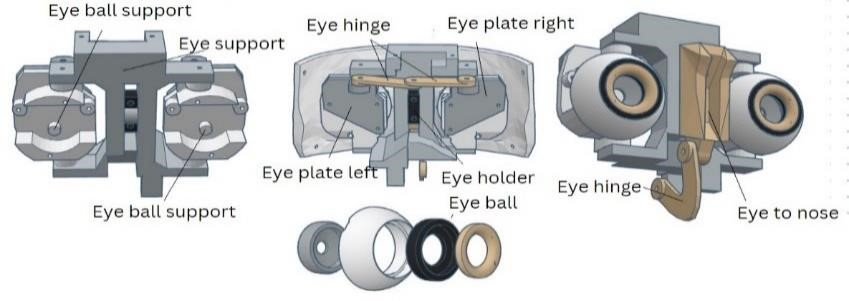 Eye ball support
Eye support
Eye ball support
Eye hinge
Eye plate right
Eye plate left
Eye holder
Eye ball
Eye hinge
Eye to nose